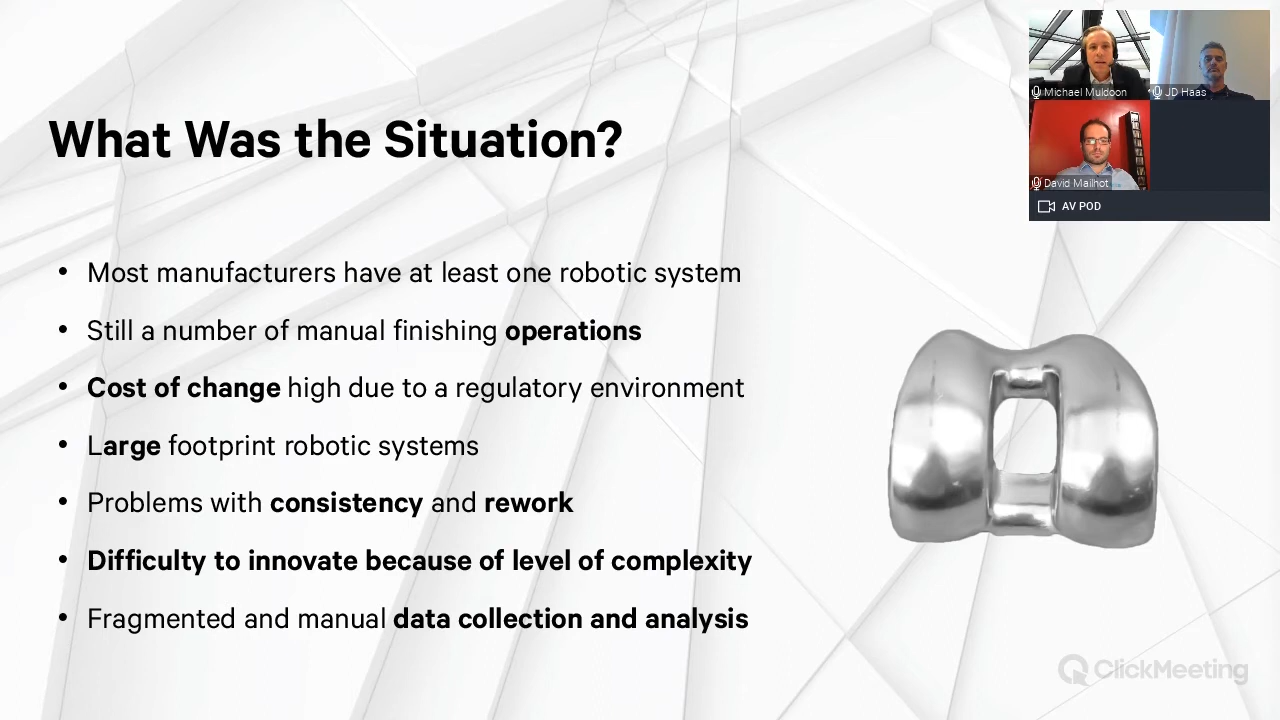 Michael Muldoon
JD Haas
David Mailhot
AV POD
What Was the Situation?
• Most manufacturers have at least one robotic system
• Still a number of manual finishing operations
• Cost of change high due to a regulatory environment
• Large footprint robotic systems
• Problems with consistency and rework
• Difficulty to innovate because of level of complexity
• Fragmented and manual data collection and analysis
ClickMeeting